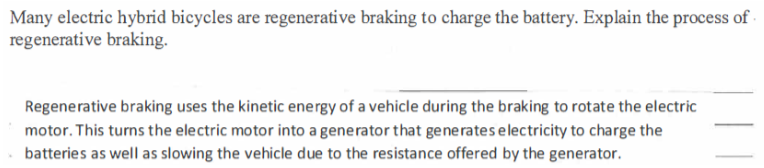 Many electric hybrid bicycles are regenerative braking to charge the battery. Explain the process of
regenerative braking.
Regenerative braking uses the kinetic energy of a vehicle during the braking to rotate the electric
motor. This turns the electric motor into a generator that generates electricity to charge the
batteries as well as slowing the vehicle due to the resistance offered by the generator.